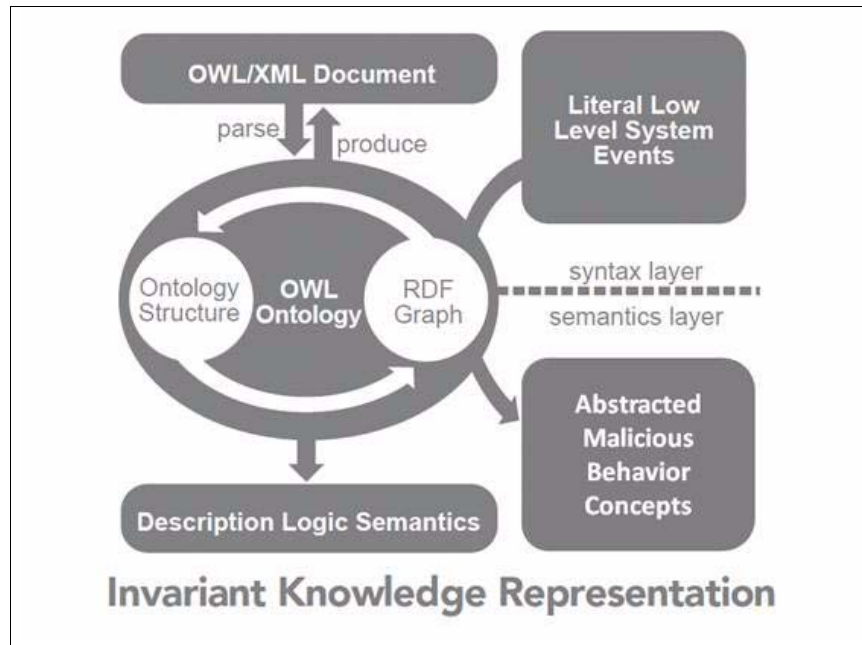 OWL/XML Document
parse
produce
Literal Low
Level System
Events
Ontology
Structure
OWL
Ontology
RDF
Graph
syntax layer
semantics layer
Abstracted
Malicious
Behavior
Concepts
Description Logic Semantics
Invariant Knowledge Representation